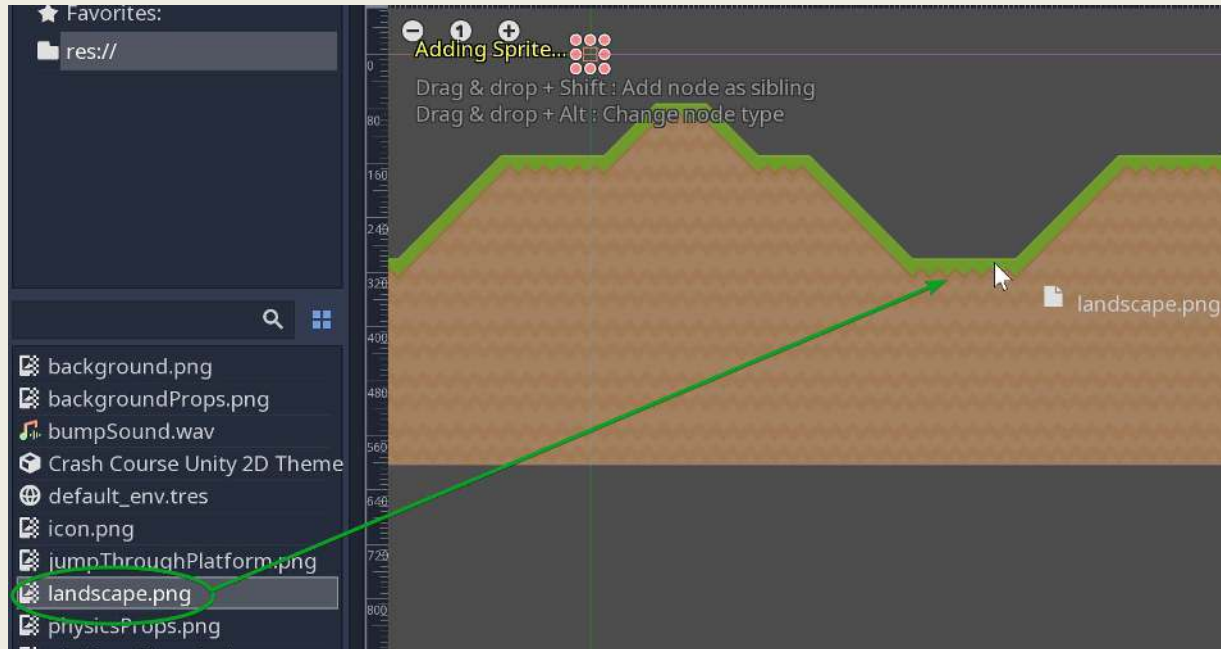 Favorites:
res://
background.png
backgroundProps.png
bumpSound.wav
Crash Course Unity 2D Theme
default_env.tres
icon.png
jumpThroughPlatform.png
landscape.png
physicsProps.png
1
Adding Sprite...
Drag & drop + Shift : Add node as sibling
Drag & drop + Alt : Change node type
0
80
160
240
320
400
480
560
640
720
800
landscape.png